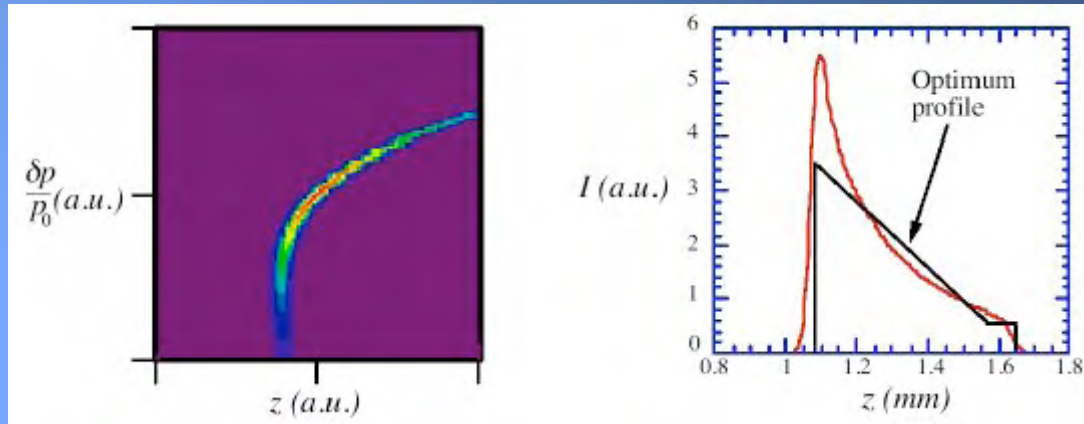 δp
p₀ (a.u.)
z (a.u.)
I (a.u.)
6
5
4
3
2
1
0
Optimum
profile
0.8 1 1.2 1.4 1.6 1.8
z (mm)